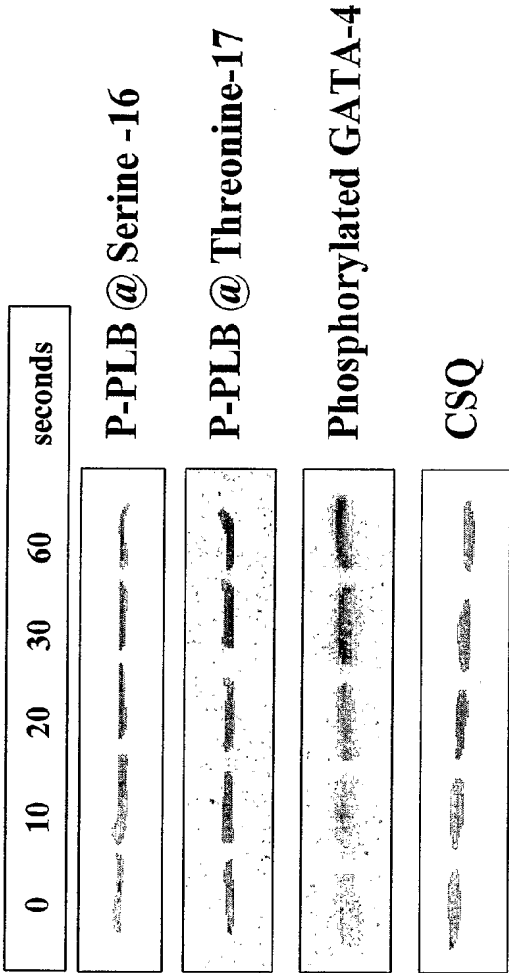 0 10 20 30 60 seconds
P-PLB @ Serine -16
P-PLB @ Threonine-17
Phosphorylated GATA-4
CSQ